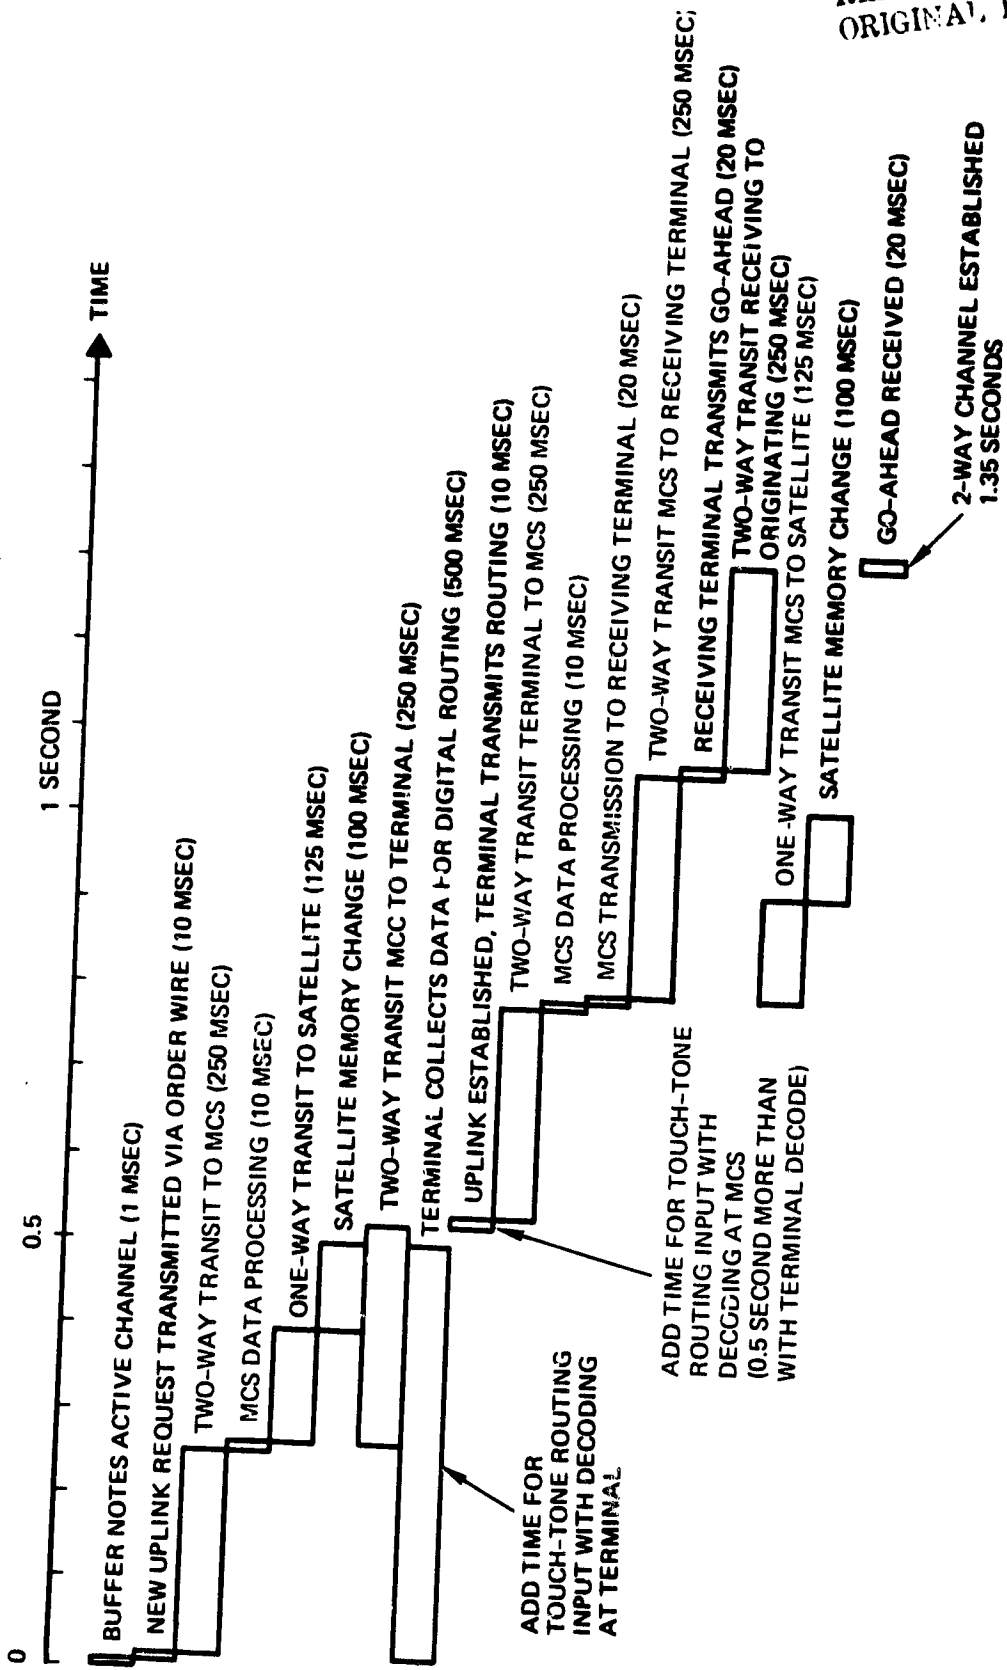 ORIGINAL
0
0.5
1 SECOND
TIME
BUFFER NOTES ACTIVE CHANNEL (1 MSEC)
NEW UPLINK REQUEST TRANSMITTED VIA ORDER WIRE (10 MSEC)
TWO-WAY TRANSIT TO MCS (250 MSEC)
MCS DATA PROCESSING (10 MSEC)
ONE-WAY TRANSIT TO SATELLITE (125 MSEC)
SATELLITE MEMORY CHANGE (100 MSEC)
TWO-WAY TRANSIT MCC TO TERMINAL (250 MSEC)
TERMINAL COLLECTS DATA FOR DIGITAL ROUTING (500 MSEC)
UPLINK ESTABLISHED, TERMINAL TRANSMITS ROUTING (10 MSEC)
TWO-WAY TRANSIT TERMINAL TO MCS (250 MSEC)
MCS DATA PROCESSING (10 MSEC)
MCS TRANSMISSION TO RECEIVING TERMINAL (20 MSEC)
TWO-WAY TRANSIT MCS TO RECEIVING TERMINAL (250 MSEC)
RECEIVING TERMINAL TRANSMITS GO-AHEAD (20 MSEC)
TWO-WAY TRANSIT RECEIVING TO
ORIGINATING (250 MSEC)
ONE-WAY TRANSIT MCS TO SATELLITE (125 MSEC)
SATELLITE MEMORY CHANGE (100 MSEC)
GO-AHEAD RECEIVED (20 MSEC)
2-WAY CHANNEL ESTABLISHED
1.35 SECONDS
ADD TIME FOR
TOUCH-TONE ROUTING
INPUT WITH DECODING
AT TERMINAL
ADD TIME FOR TOUCH-TONE
ROUTING INPUT WITH
DECODING AT MCS
(0.5 SECOND MORE THAN
WITH TERMINAL DECODE)